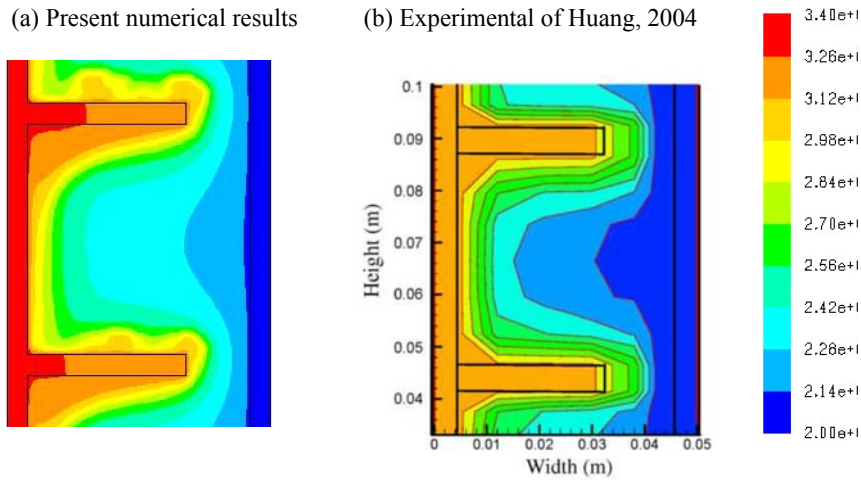 (a) Present numerical results
(b) Experimental of Huang, 2004
0.1
0.09
0.08
0.07
0.06
0.05
0.04
Height (m)
0
0.01
0.02
0.03
0.04
0.05
Width (m)
3.40e+
3.26e+
3.12e+
2.98e+
2.84e+
2.70e+
2.56e+
2.42e+
2.28e+
2.14e+
2.00e+